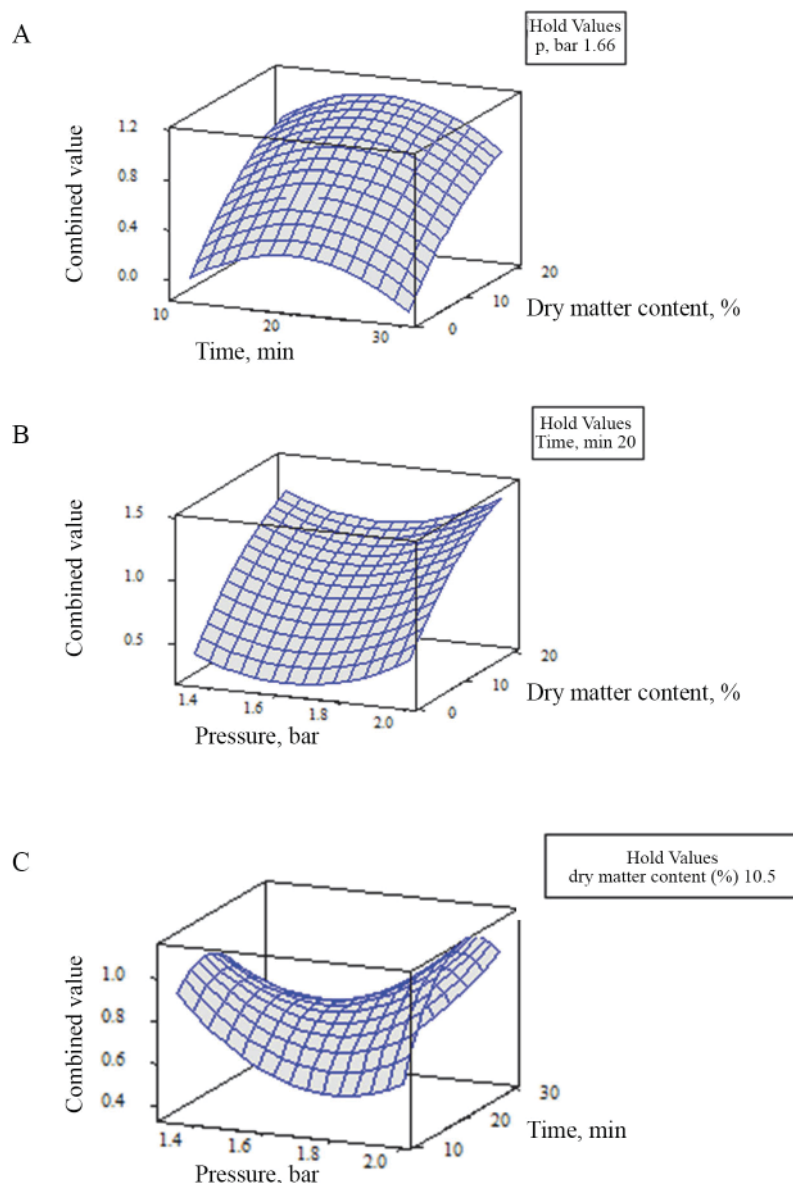 A
Hold Values
p, bar 1.66
Combined value
1.2
0.8
0.4
0.0
10
20
30
Time, min
0
10
20
Dry matter content, %
B
Hold Values
Time, min 20
Combined value
1.5
1.0
0.5
1.4
1.6
1.8
2.0
Pressure, bar
0
10
20
Dry matter content, %
C
Hold Values
dry matter content (%) 10.5
Combined value
1.0
0.8
0.6
0.4
1.4
1.6
1.8
2.0
Pressure, bar
10
20
30
Time, min